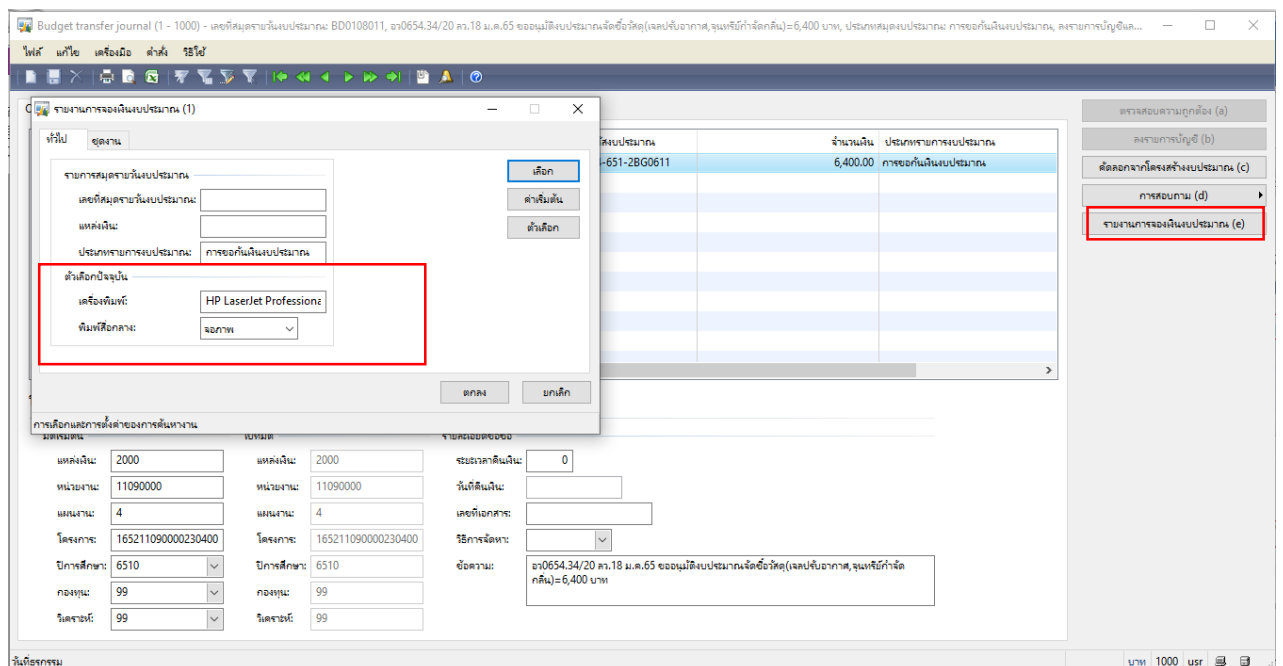 Budget transfer journal (1 - 1000) - เลขที่สมุดรายวันงบประมาณ: BD0108011, อว0654.34/20 ลว.18 ม.ค.65 ขออนุมัติงบประมาณจัดซื้อวัสดุ(เจลปรับอากาศ,จุนทรีย์กำจัดกลิ่น)=6,400 บาท, ประเภทสมุดงบประมาณ: การขอกันเงินงบประมาณ, ลงรายการบัญชีแล...
ไฟล์ แก้ไข เครื่องมือ คำสั่ง วิธีใช้
รายงานการจองเงินงบประมาณ (1)
ทั่วไป ชุดงาน
รายการสมุดรายวันงบประมาณ
เลขที่สมุดรายวันงบประมาณ:
แหล่งเงิน:
ประเภทรายการงบประมาณ: การขอกันเงินงบประมาณ
ตัวเลือกปัจจุบัน
เครื่องพิมพ์: HP LaserJet Professiona
พิมพ์สื่อกลาง: จอภาพ
เลือก
ค่าเริ่มต้น
ตัวเลือก
ตกลง ยกเลิก
การเลือกและการตั้งค่าของการค้นหางาน
จำนวนเงิน ประเภทรายการงบประมาณ
-651-2BG0611 6,400.00 การขอกันเงินงบประมาณ
ตรวจสอบความถูกต้อง (a)
ลงรายการบัญชี (b)
คัดลอกจากโครงสร้างงบประมาณ (c)
การสอบถาม (d)
รายงานการจองเงินงบประมาณ (e)
แหล่งเงิน: 2000 แหล่งเงิน: 2000 ระยะเวลาคืนเงิน: 0
หน่วยงาน: 11090000 หน่วยงาน: 11090000 วันที่คืนเงิน:
แผนงาน: 4 แผนงาน: 4 เลขที่เอกสาร:
โครงการ: 165211090000230400 โครงการ: 165211090000230400 วิธีการจัดหา:
ปีการศึกษา: 6510 ปีการศึกษา: 6510 ข้อความ: อว0654.34/20 ลว.18 ม.ค.65 ขออนุมัติงบประมาณจัดซื้อวัสดุ(เจลปรับอากาศ,จุนทรีย์กำจัด
กลิ่น)=6,400 บาท
กองทุน: 99 กองทุน: 99
วิเคราะห์: 99 วิเคราะห์: 99
วันที่ธุรกรรม บาท 1000 usr